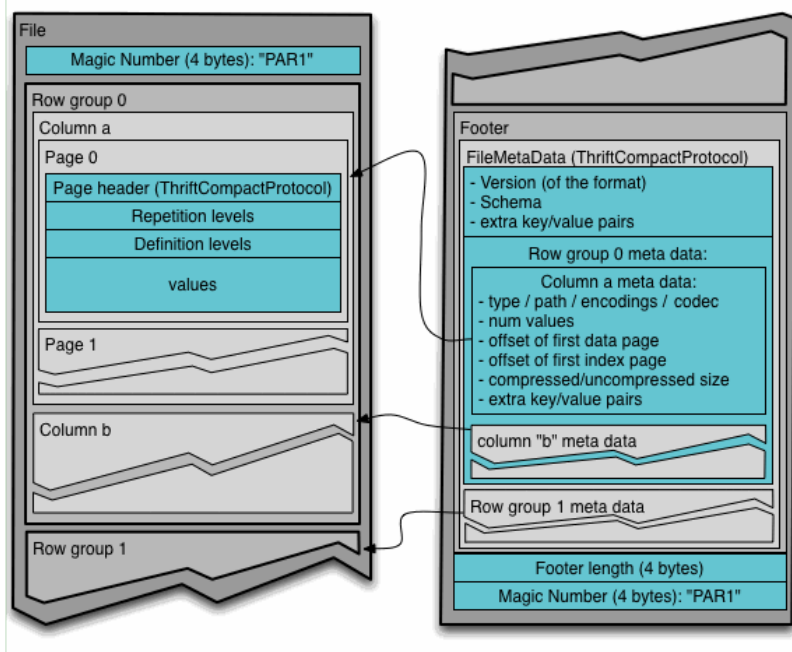 File
Magic Number (4 bytes): "PAR1"
Row group 0
Column a
Page 0
Page header (ThriftCompactProtocol)
Repetition levels
Definition levels
values
Page 1
Column b
Row group 1
Footer
FileMetaData (ThriftCompactProtocol)
- Version (of the format)
- Schema
- extra key/value pairs
Row group 0 meta data:
Column a meta data:
- type / path / encodings / codec
- num values
- offset of first data page
- offset of first index page
- compressed/uncompressed size
- extra key/value pairs
column "b" meta data
Row group 1 meta data
Footer length (4 bytes)
Magic Number (4 bytes): "PAR1"